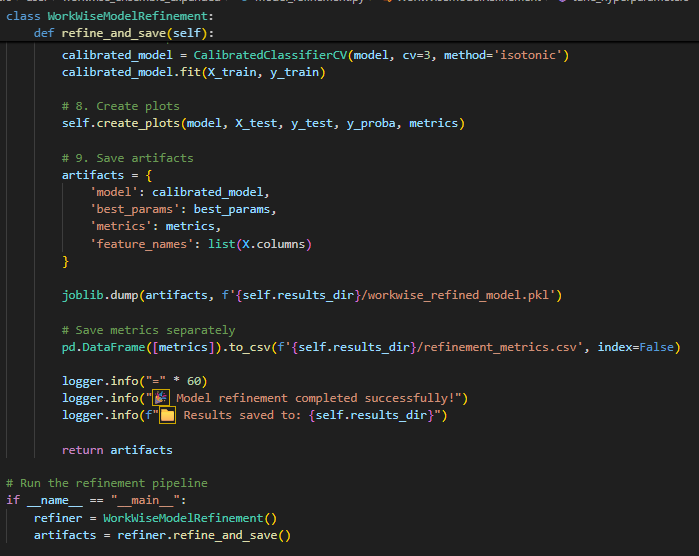 class WorkWiseModelRefinement:
def refine_and_save(self):
calibrated_model = CalibratedClassifierCV(model, cv=3, method='isotonic')
calibrated_model.fit(X_train, y_train)
# 8. Create plots
self.create_plots(model, X_test, y_test, y_proba, metrics)
# 9. Save artifacts
artifacts = {
'model': calibrated_model,
'best_params': best_params,
'metrics': metrics,
'feature_names': list(X.columns)
}
joblib.dump(artifacts, f'{self.results_dir}/workwise_refined_model.pkl')
# Save metrics separately
pd.DataFrame([metrics]).to_csv(f'{self.results_dir}/refinement_metrics.csv', index=False)
logger.info("=" * 60)
logger.info("🎉 Model refinement completed successfully!")
logger.info(f"📁 Results saved to: {self.results_dir}")
return artifacts
# Run the refinement pipeline
if __name__ == "__main__":
refiner = WorkWiseModelRefinement()
artifacts = refiner.refine_and_save()